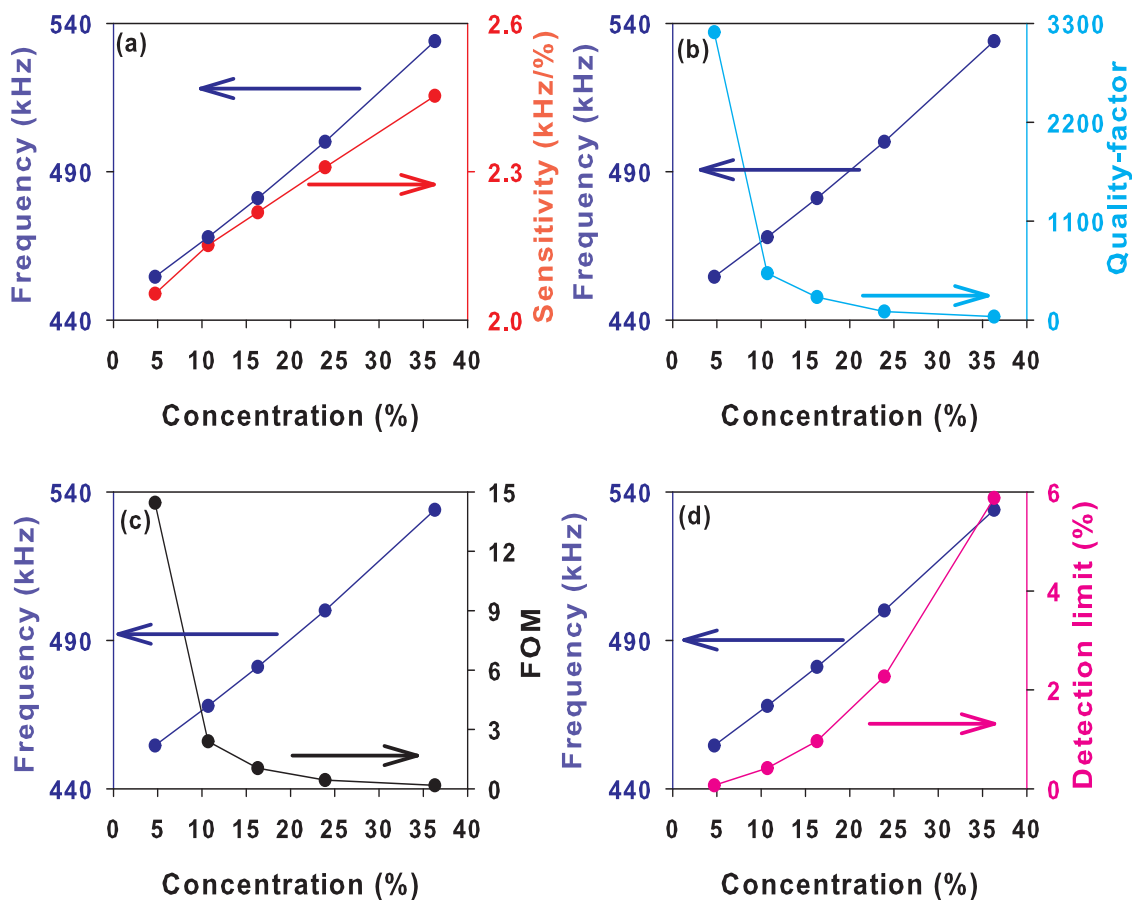 (a)
Frequency (kHz)
540
490
440
2.6
2.3
2.0
Sensitivity (kHz/%)
0 5 10 15 20 25 30 35 40
Concentration (%)
(b)
Frequency (kHz)
540
490
440
3300
2200
1100
0
Quality-factor
0 5 10 15 20 25 30 35 40
Concentration (%)
(c)
Frequency (kHz)
540
490
440
15
12
9
6
3
0
FOM
0 5 10 15 20 25 30 35 40
Concentration (%)
(d)
Frequency (kHz)
540
490
440
6
4
2
0
Detection limit (%)
0 5 10 15 20 25 30 35 40
Concentration (%)